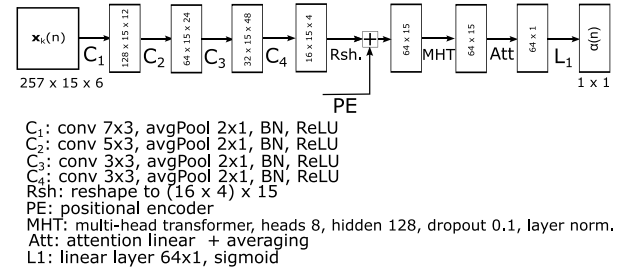 xₖ(n)
257 x 15 x 6
C₁
128 x 15 x 12
C₂
64 x 15 x 24
C₃
32 x 15 x 48
C₄
16 x 15 x 4
Rsh.
+
PE
64 x 15
MHT
64 x 15
Att
64 x 1
L₁
α(n)
1 x 1
C₁: conv 7x3, avgPool 2x1, BN, ReLU
C₂: conv 5x3, avgPool 2x1, BN, ReLU
C₃: conv 3x3, avgPool 2x1, BN, ReLU
C₄: conv 3x3, avgPool 2x1, BN, ReLU
Rsh: reshape to (16 x 4) x 15
PE: positional encoder
MHT: multi-head transformer, heads 8, hidden 128, dropout 0.1, layer norm.
Att: attention linear + averaging
L1: linear layer 64x1, sigmoid